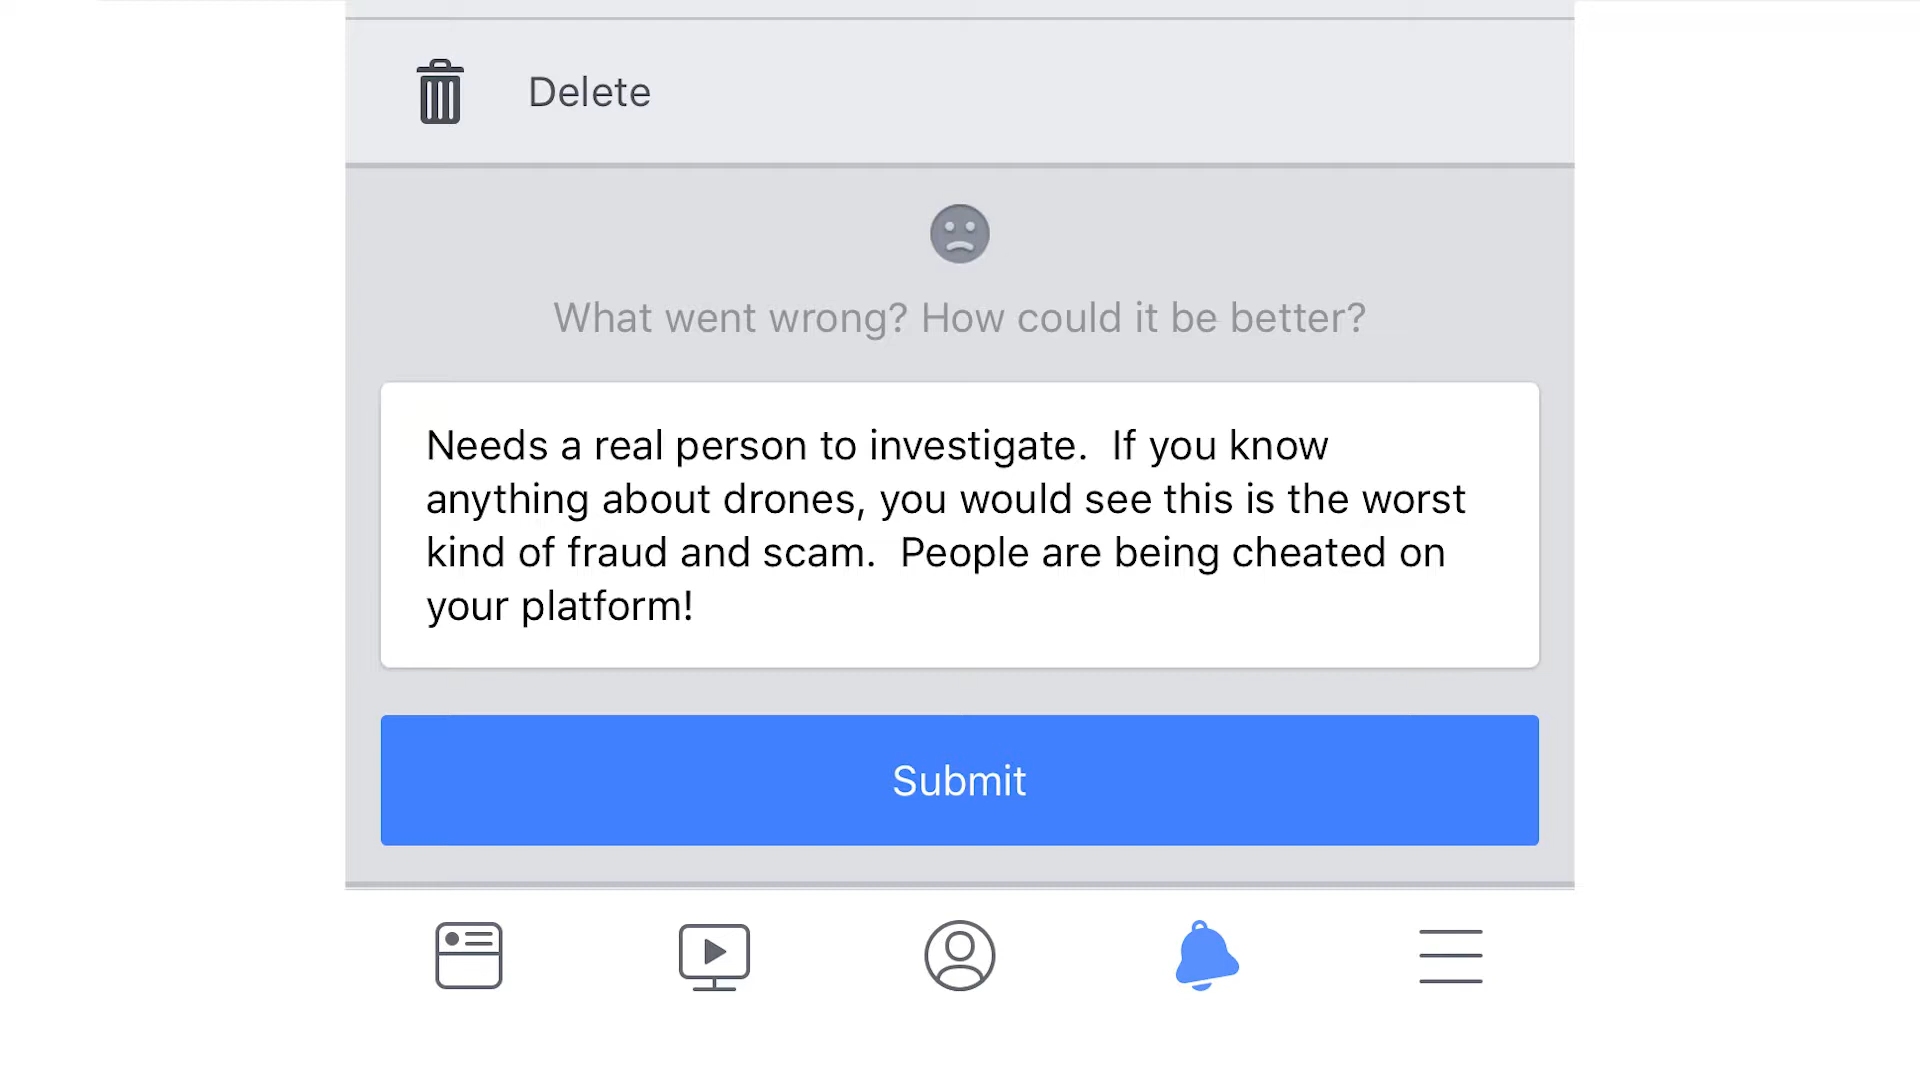 Delete
What went wrong? How could it be better?
Needs a real person to investigate.  If you know
anything about drones, you would see this is the worst
kind of fraud and scam.  People are being cheated on
your platform!
Submit